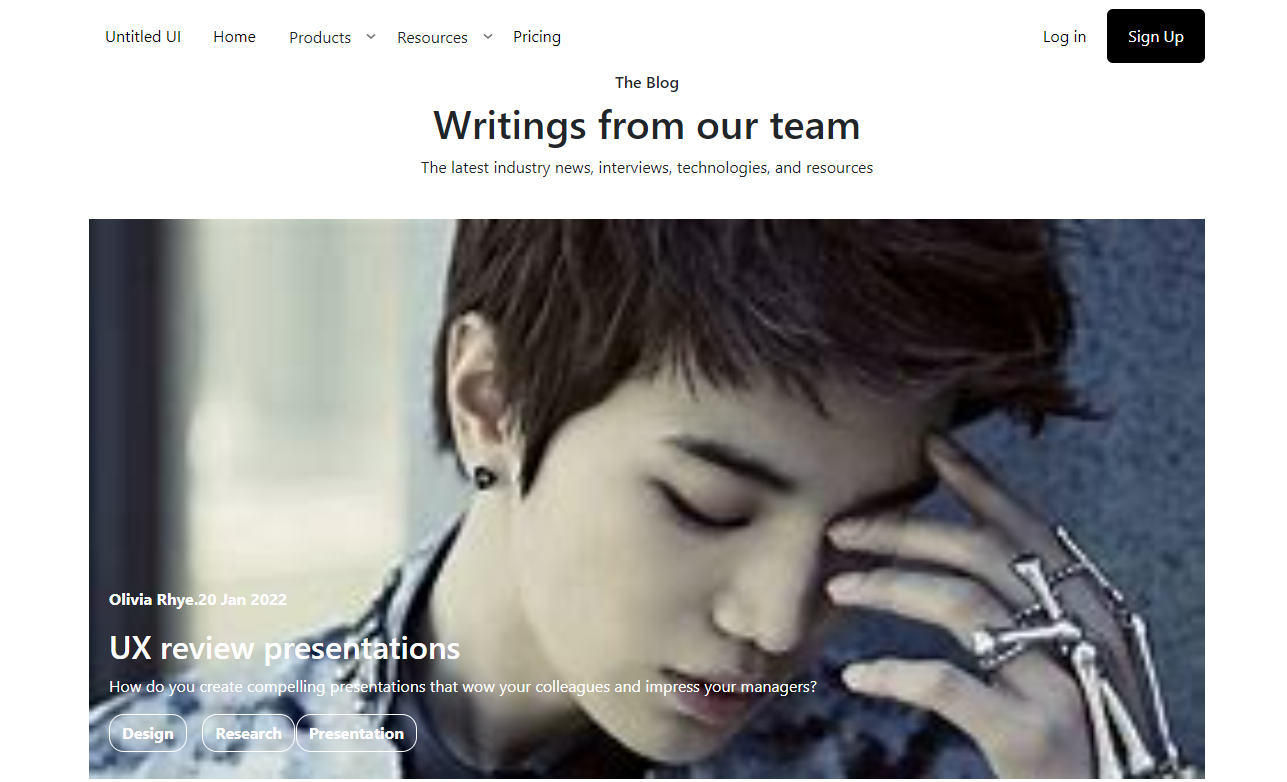 Untitled UI Home Products Resources Pricing Log in Sign Up
The Blog
Writings from our team
The latest industry news, interviews, technologies, and resources
Olivia Rhye.20 Jan 2022
UX review presentations
How do you create compelling presentations that wow your colleagues and impress your managers?
Design Research Presentation